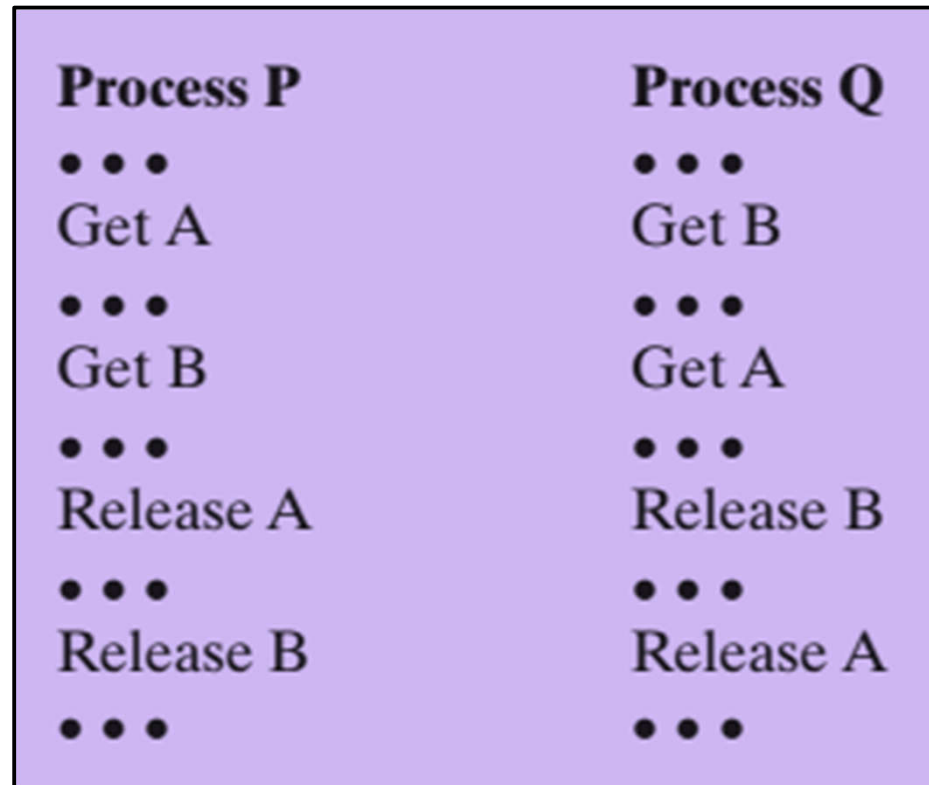 Process P Process Q
• • • • • •
Get A Get B
• • • • • •
Get B Get A
• • • • • •
Release A Release B
• • • • • •
Release B Release A
• • • • • •